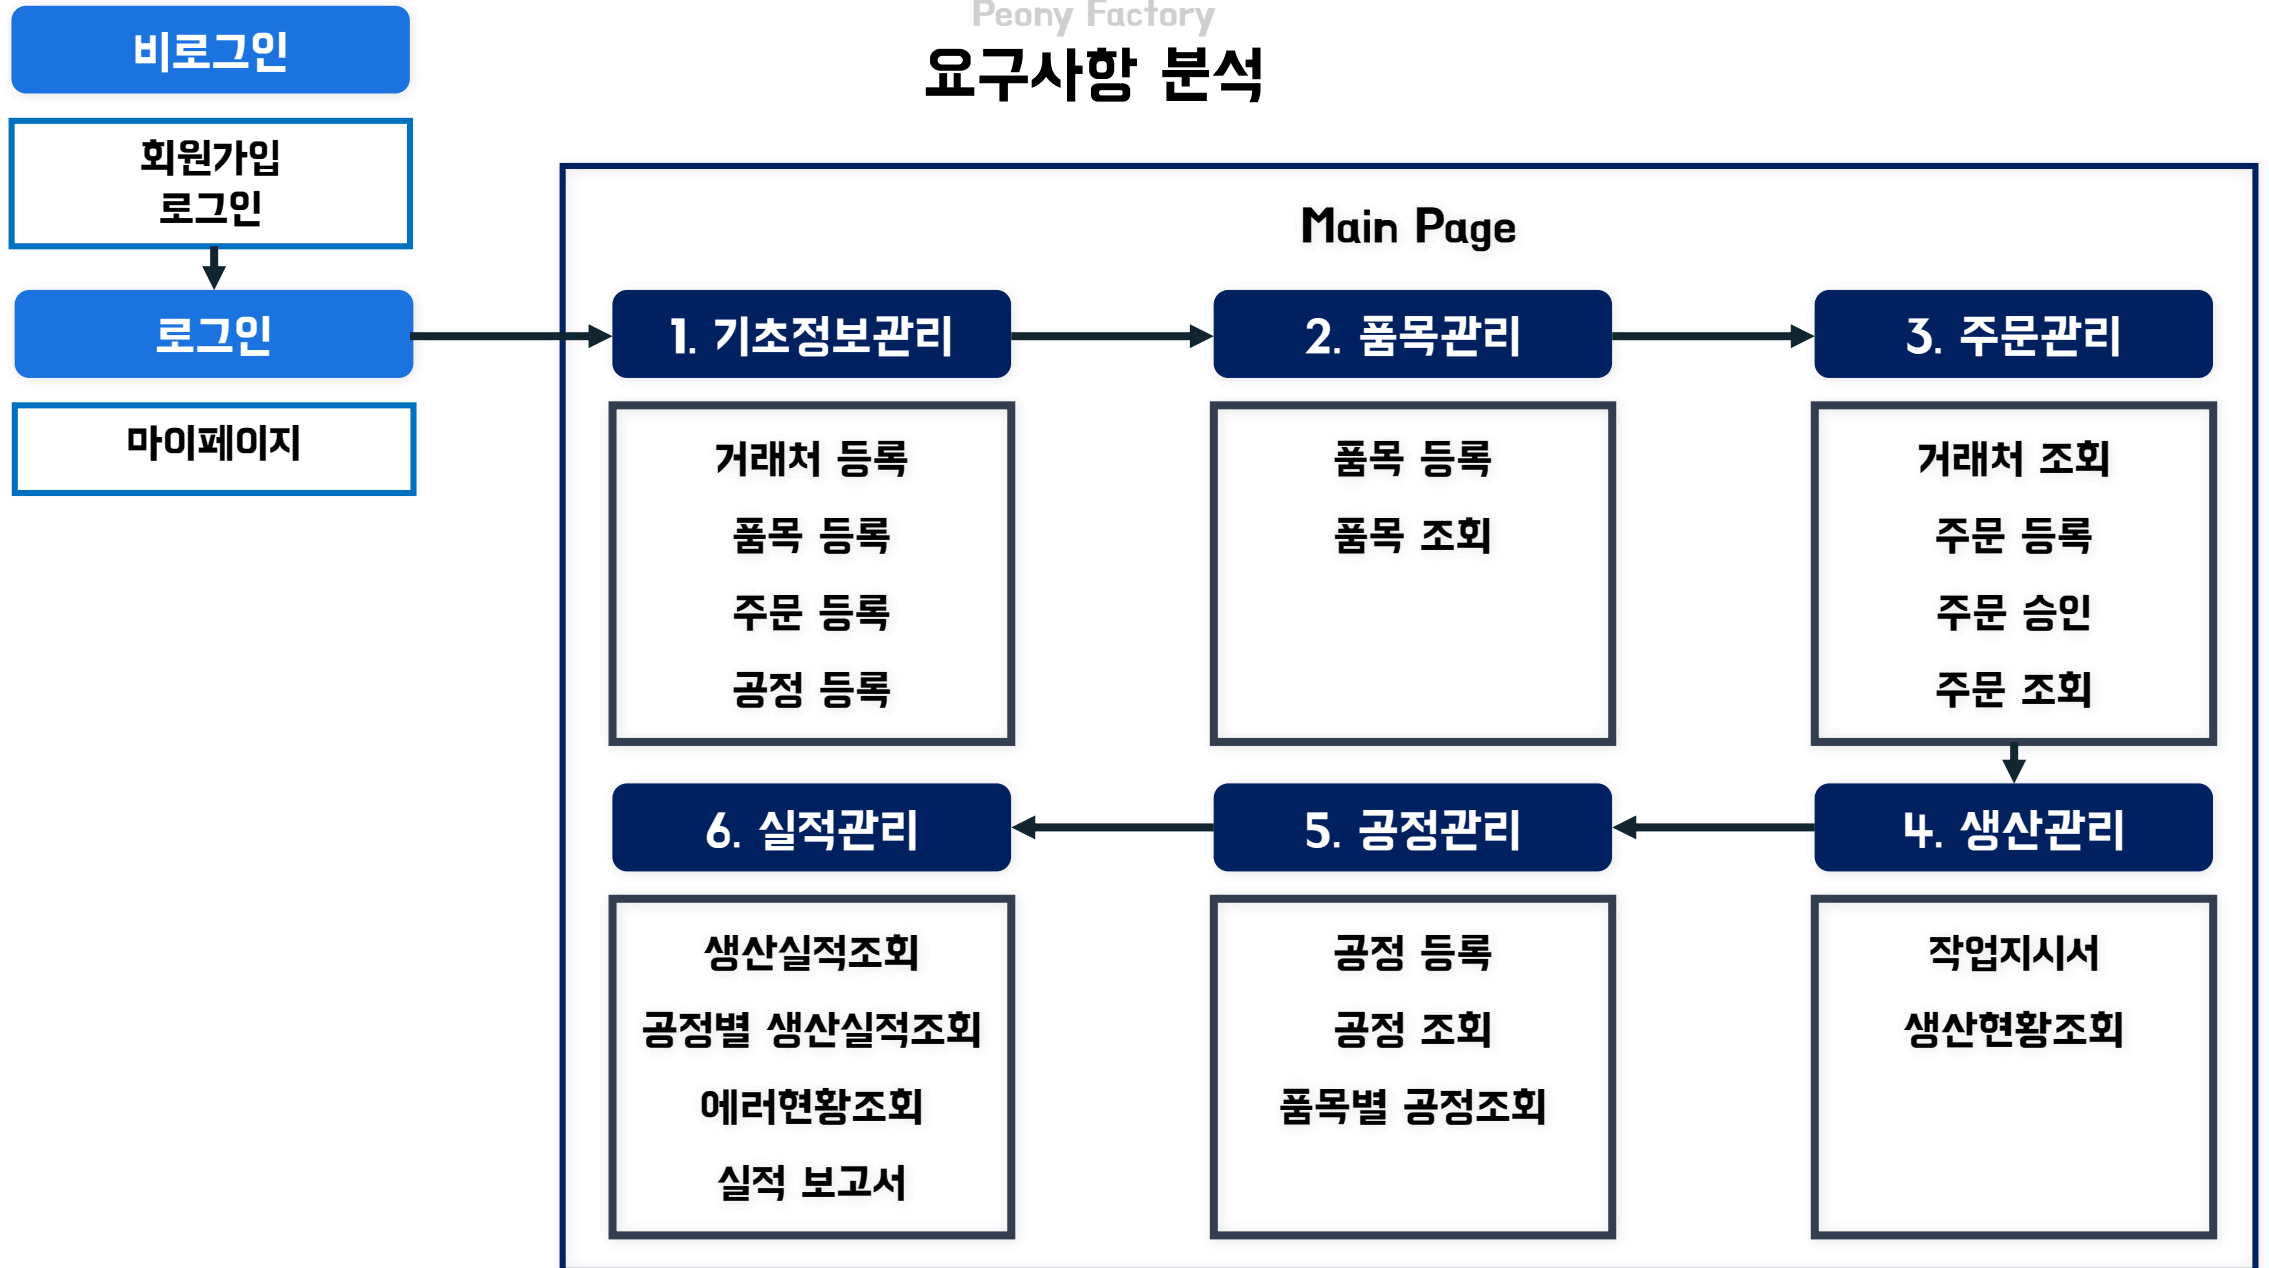 Peony Factory
요구사항 분석
비로그인
회원가입
로그인
로그인
마이페이지
Main Page
1. 기초정보관리
거래처 등록
품목 등록
주문 등록
공정 등록
2. 품목관리
품목 등록
품목 조회
3. 주문관리
거래처 조회
주문 등록
주문 승인
주문 조회
4. 생산관리
작업지시서
생산현황조회
5. 공정관리
공정 등록
공정 조회
품목별 공정조회
6. 실적관리
생산실적조회
공정별 생산실적조회
에러현황조회
실적 보고서